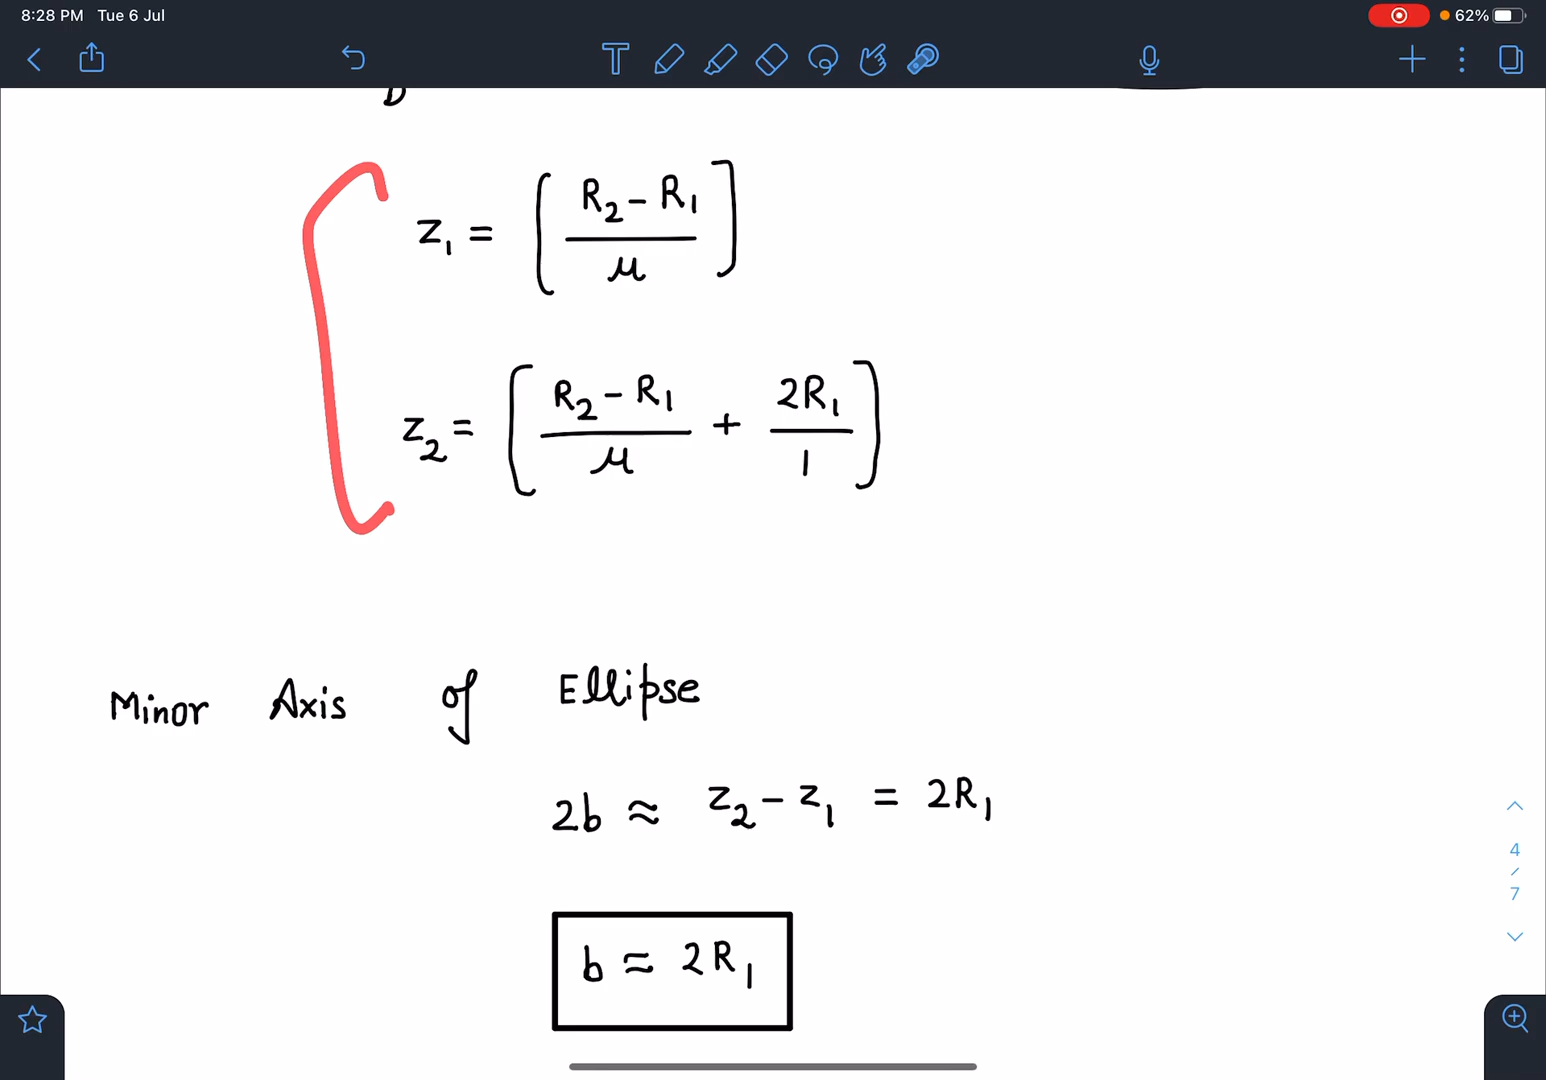 8:28 PM Tue 6 Jul 62%
D
z₁ = [ (R₂ - R₁) / μ ]
z₂ = [ (R₂ - R₁) / μ + 2R₁ / 1 ]
Minor Axis of Ellipse
2b ≈ z₂ - z₁ = 2R₁
b ≈ 2R₁
4
/
7